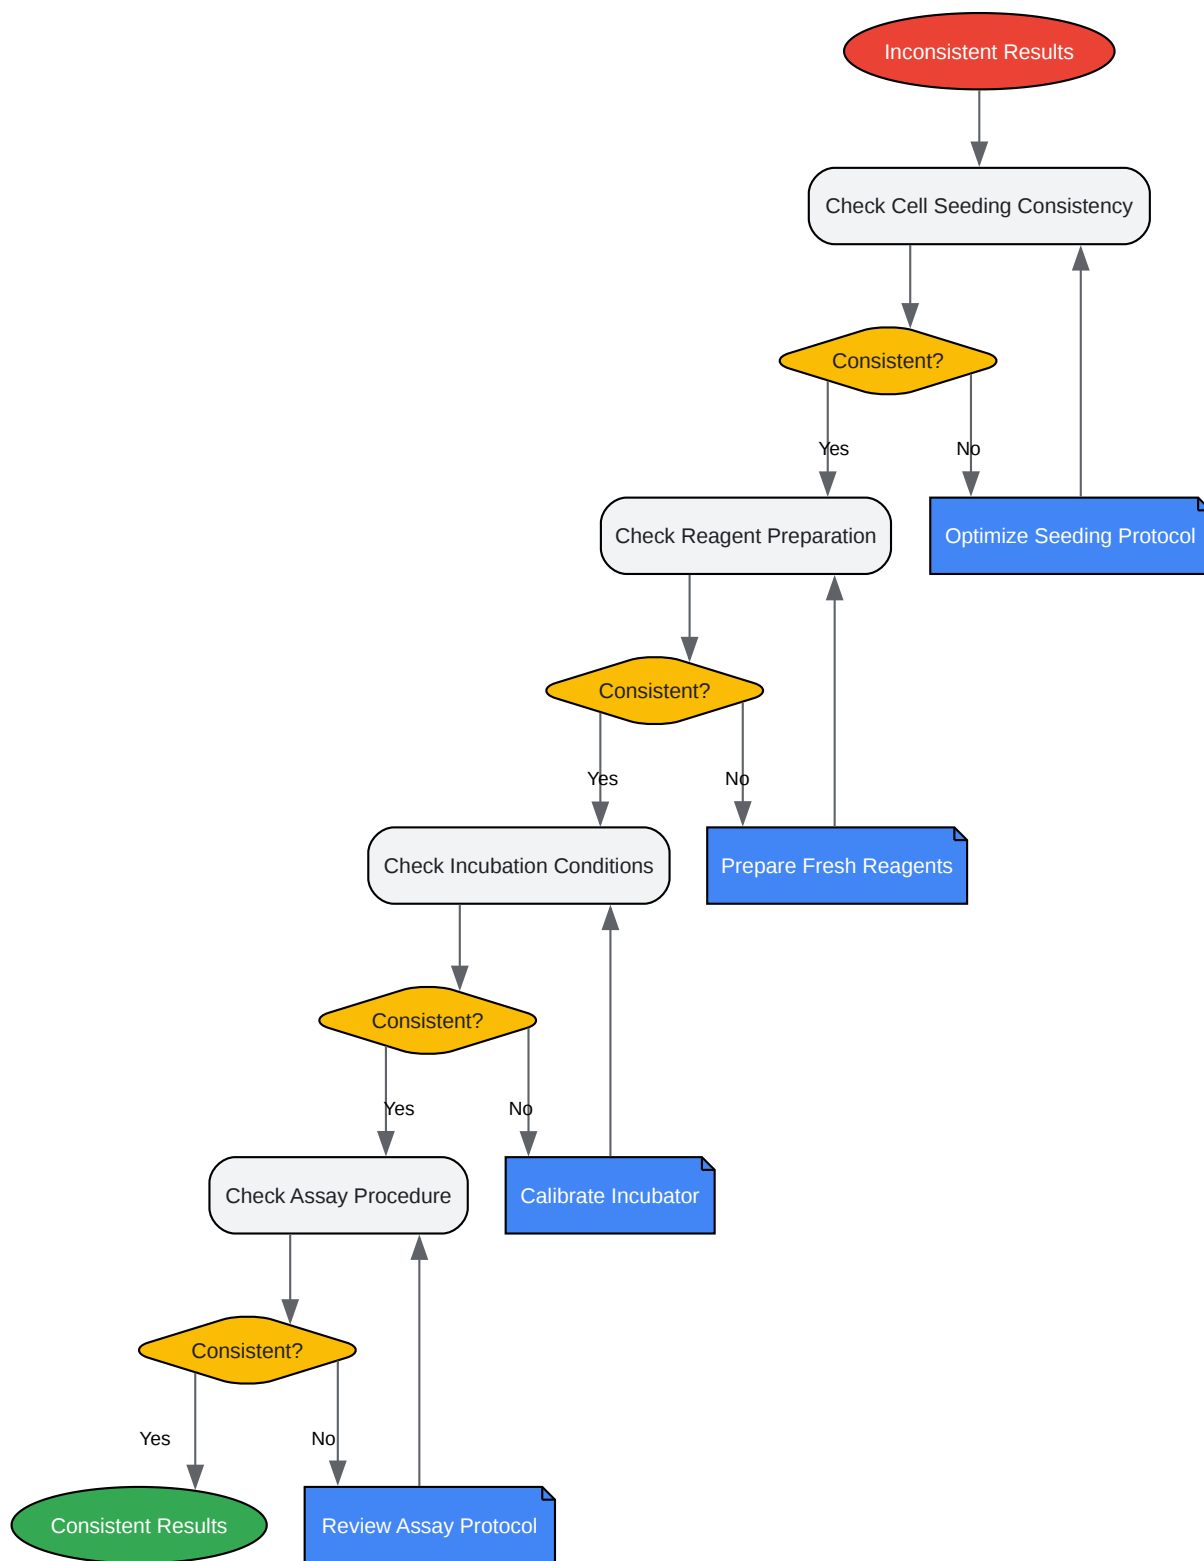 Inconsistent Results
Check Cell Seeding Consistency
Consistent?
Yes
No
Check Reagent Preparation
Optimize Seeding Protocol
Consistent?
Yes
No
Check Incubation Conditions
Prepare Fresh Reagents
Consistent?
Yes
No
Check Assay Procedure
Calibrate Incubator
Consistent?
Yes
No
Consistent Results
Review Assay Protocol